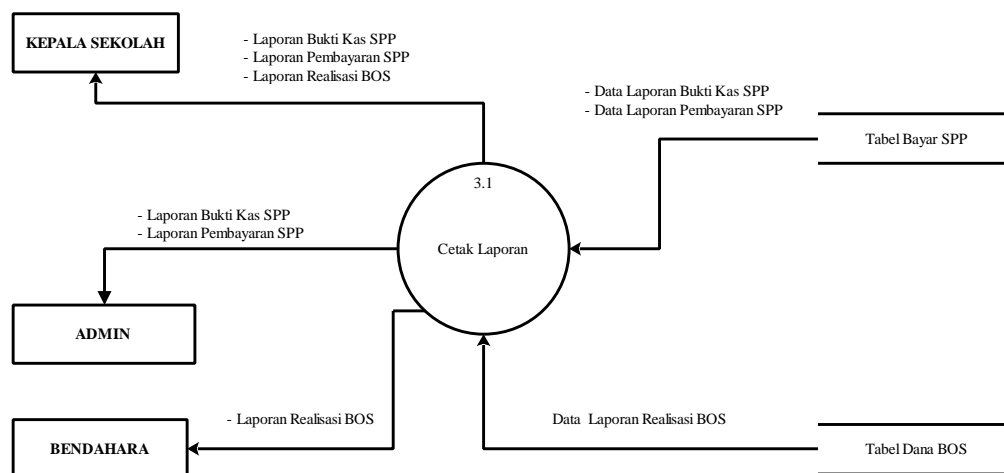 KEPALA SEKOLAH
- Laporan Bukti Kas SPP
- Laporan Pembayaran SPP
- Laporan Realisasi BOS
- Data Laporan Bukti Kas SPP
- Data Laporan Pembayaran SPP
Tabel Bayar SPP
3.1
Cetak Laporan
- Laporan Bukti Kas SPP
- Laporan Pembayaran SPP
ADMIN
- Laporan Realisasi BOS
BENDAHARA
Data Laporan Realisasi BOS
Tabel Dana BOS